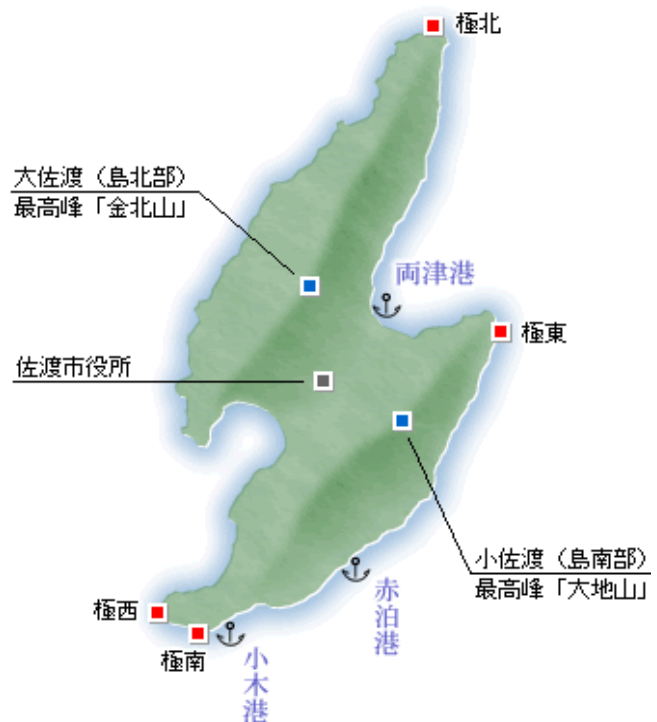 極北
大佐渡（島北部）
最高峰「金北山」
両津港
極東
佐渡市役所
小佐渡（島南部）
最高峰「大地山」
赤泊港
極西
極南
小木港